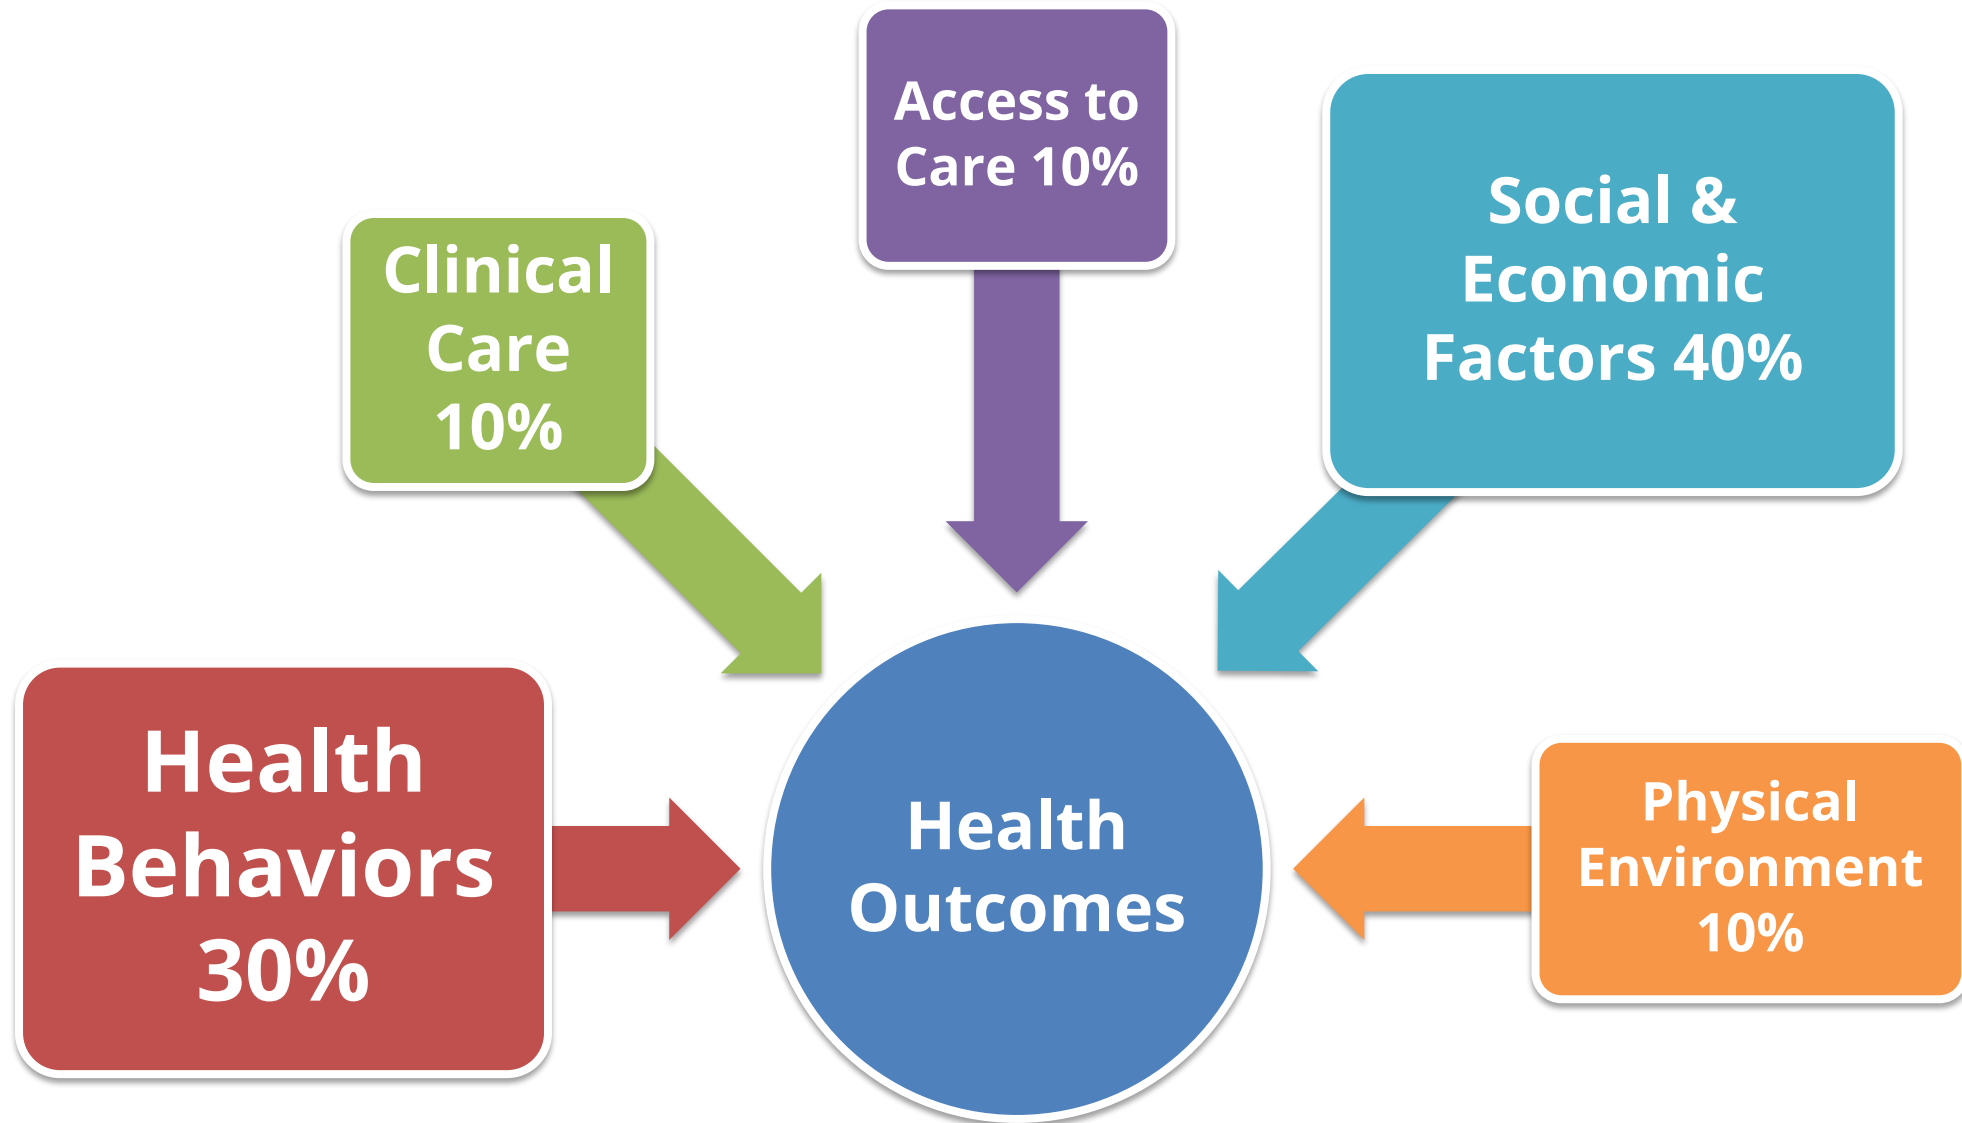 Access to
Care 10%
Social &
Economic
Factors 40%
Clinical
Care
10%
Health
Behaviors
30%
Health
Outcomes
Physical
Environment
10%